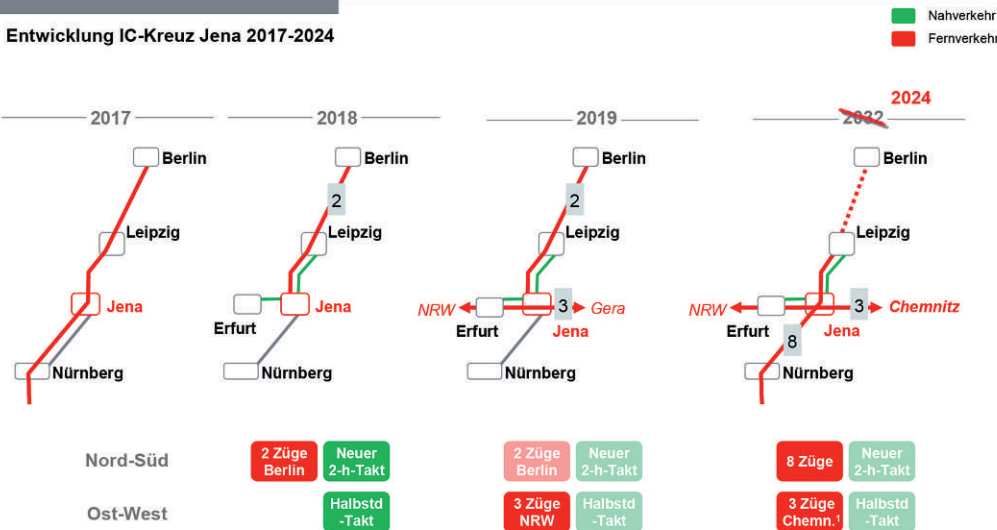 Nahverkehr
Entwicklung IC-Kreuz Jena 2017-2024
Fernverkehr
2024
2017
2018
2019
2032
Berlin
Berlin
Berlin
Berlin
2
2
Leipzig
Leipzig
Leipzig
Leipzig
Jena
Jena
NRW
3
Gera
NRW
3
Chemnitz
Erfurt
Erfurt
Jena
Erfurt
Jena
8
Nürnberg
Nürnberg
Nürnberg
Nürnberg
Nord-Süd
2 Züge
Berlin
Neuer
2-h-Takt
2 Züge
Berlin
Neuer
2-h-Takt
8 Züge
Neuer
2-h-Takt
Ost-West
Halbstd
-Takt
3 Züge
NRW
Halbstd
-Takt
3 Züge
Chemn.¹
Halbstd
-Takt